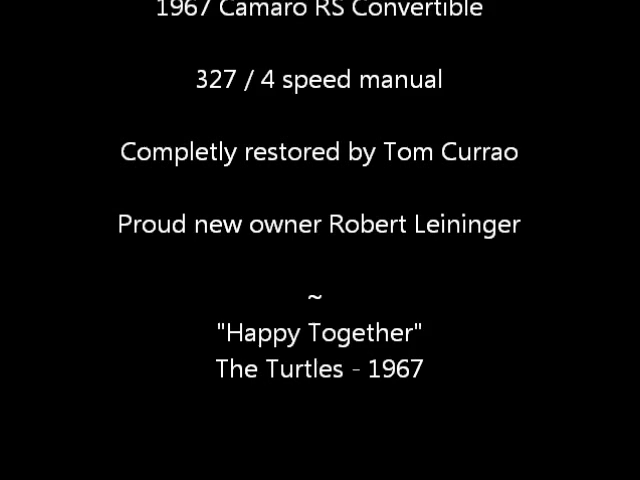 1967 Camaro RS Convertible
327 / 4 speed manual
Completly restored by Tom Currao
Proud new owner Robert Leininger
~
"Happy Together"
The Turtles - 1967